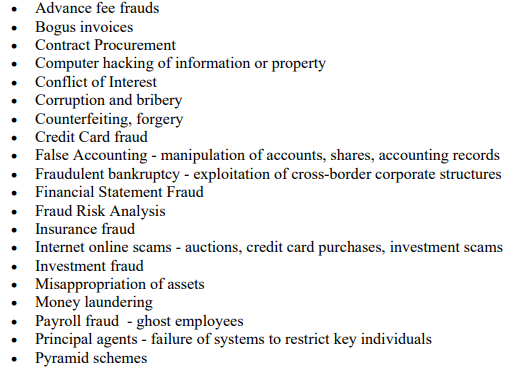 • Advance fee frauds
• Bogus invoices
• Contract Procurement
• Computer hacking of information or property
• Conflict of Interest
• Corruption and bribery
• Counterfeiting, forgery
• Credit Card fraud
• False Accounting - manipulation of accounts, shares, accounting records
• Fraudulent bankruptcy - exploitation of cross-border corporate structures
• Financial Statement Fraud
• Fraud Risk Analysis
• Insurance fraud
• Internet online scams - auctions, credit card purchases, investment scams
• Investment fraud
• Misappropriation of assets
• Money laundering
• Payroll fraud  - ghost employees
• Principal agents - failure of systems to restrict key individuals
• Pyramid schemes